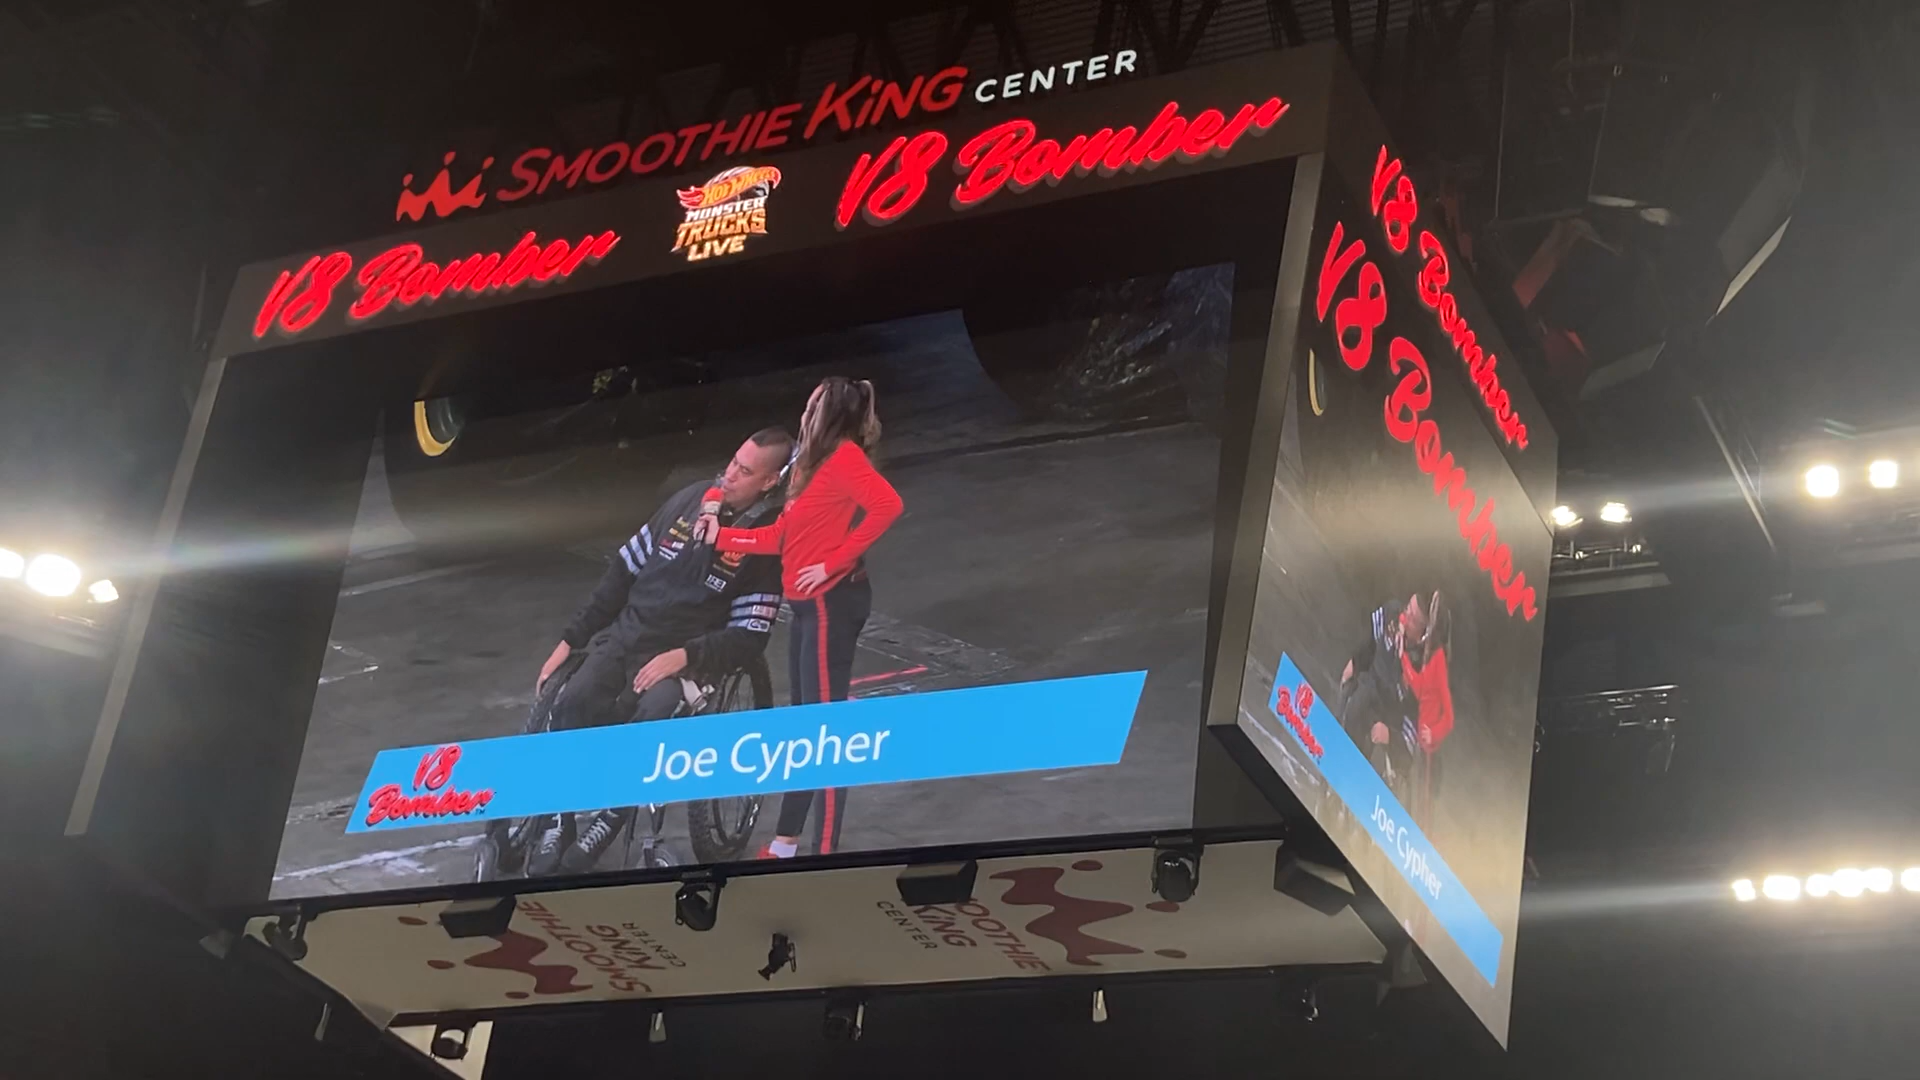 SMOOTHIE KING CENTER
V8 Bomber
HOT WHEELS
MONSTER
TRUCKS
LIVE
V8 Bomber
V8 Bomber
V8 Bomber
V8
Bomber
Joe Cypher
V8
Bomber
Joe Cypher
SMOOTHIE
KING
CENTER
SMOOTHIE
KING
CENTER